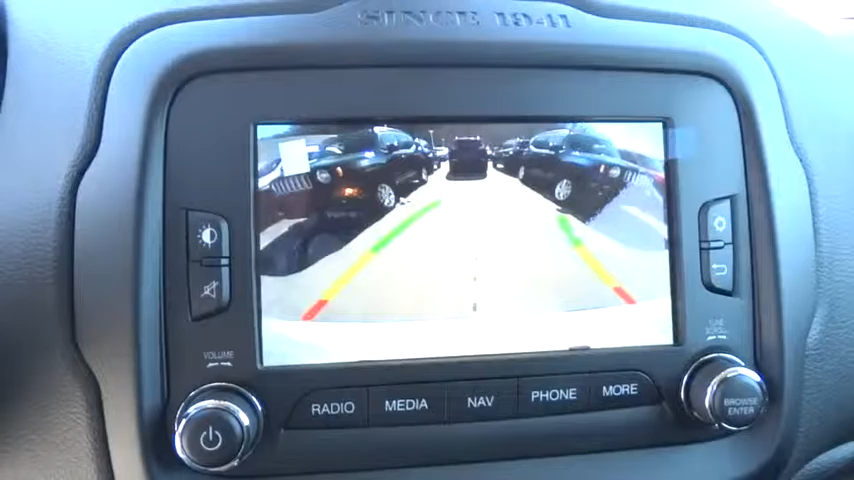 SINCE 1941
VOLUME
TUNE
SCROLL
RADIO MEDIA NAV PHONE MORE
BROWSE
ENTER